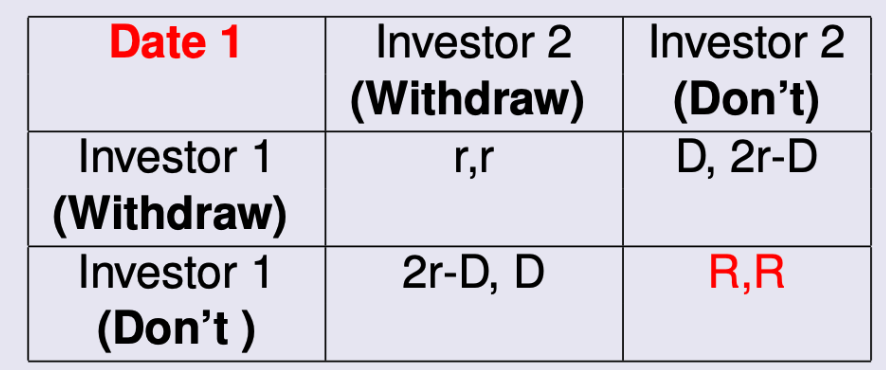 Date 1 Investor 2 Investor 2
(Withdraw) (Don't)
Investor 1 r,r D, 2r-D
(Withdraw)
Investor 1 2r-D, D R,R
(Don't )